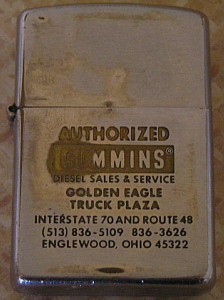 AUTHORIZED
CUMMINS®
DIESEL SALES & SERVICE
GOLDEN EAGLE
TRUCK PLAZA
INTERSTATE 70 AND ROUTE 48
(513) 836-5109 836-3626
ENGLEWOOD, OHIO 45322